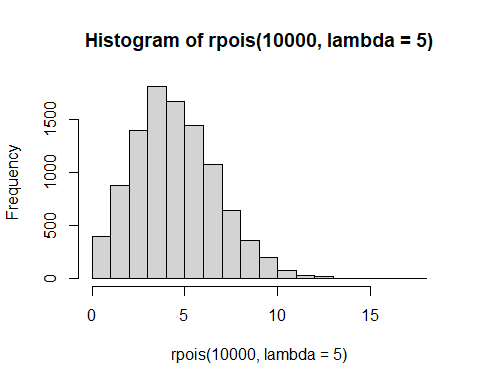 Histogram of rpois(10000, lambda = 5)
Frequency
1500
1000
500
0
0 5 10 15
rpois(10000, lambda = 5)